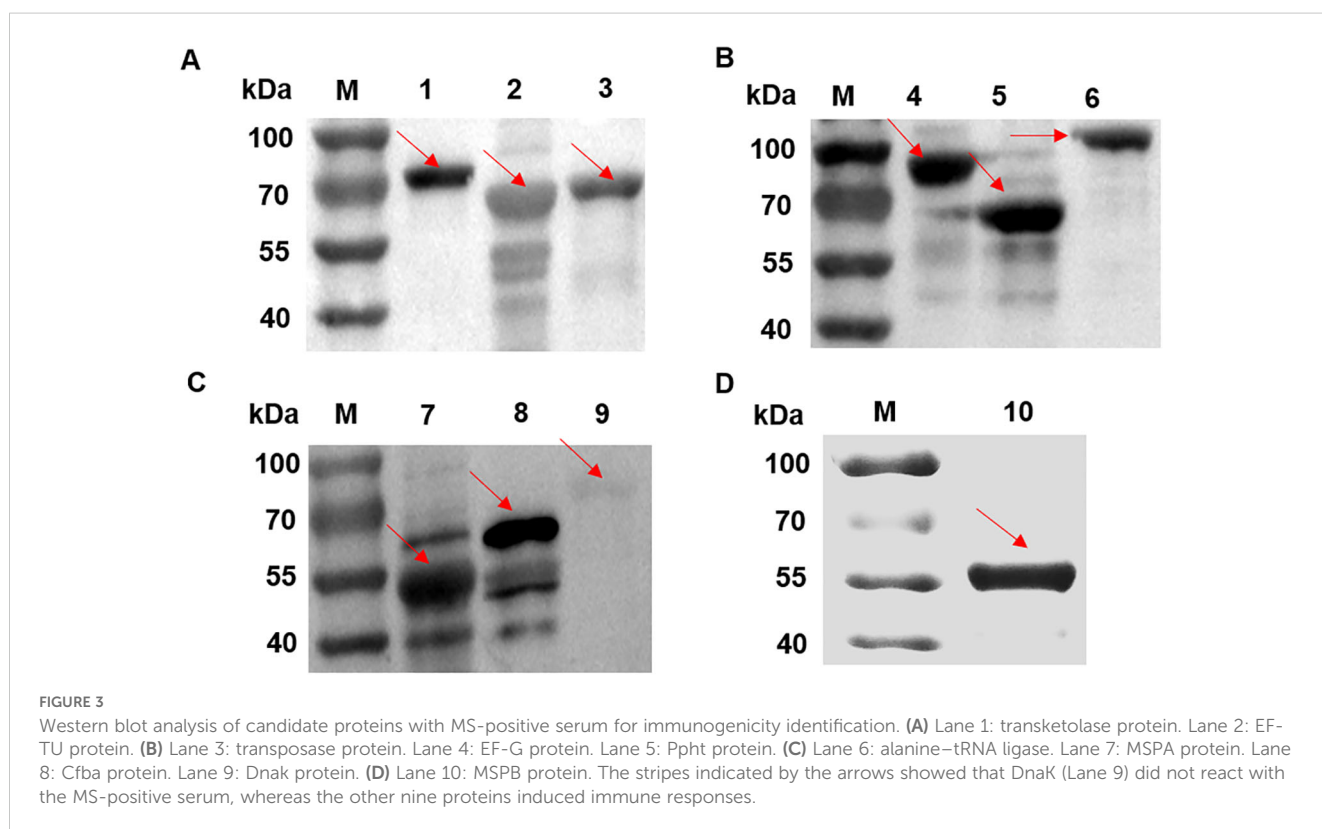 A
kDa M 1 2 3
100
70
55
40
B
kDa M 4 5 6
100
70
55
40
C
kDa M 7 8 9
100
70
55
40
D
kDa M 10
100
70
55
40
FIGURE 3
Western blot analysis of candidate proteins with MS-positive serum for immunogenicity identification. (A) Lane 1: transketolase protein. Lane 2: EF-
TU protein. (B) Lane 3: transposase protein. Lane 4: EF-G protein. Lane 5: Ppht protein. (C) Lane 6: alanine–tRNA ligase. Lane 7: MSPA protein. Lane
8: Cfba protein. Lane 9: Dnak protein. (D) Lane 10: MSPB protein. The stripes indicated by the arrows showed that DnaK (Lane 9) did not react with
the MS-positive serum, whereas the other nine proteins induced immune responses.